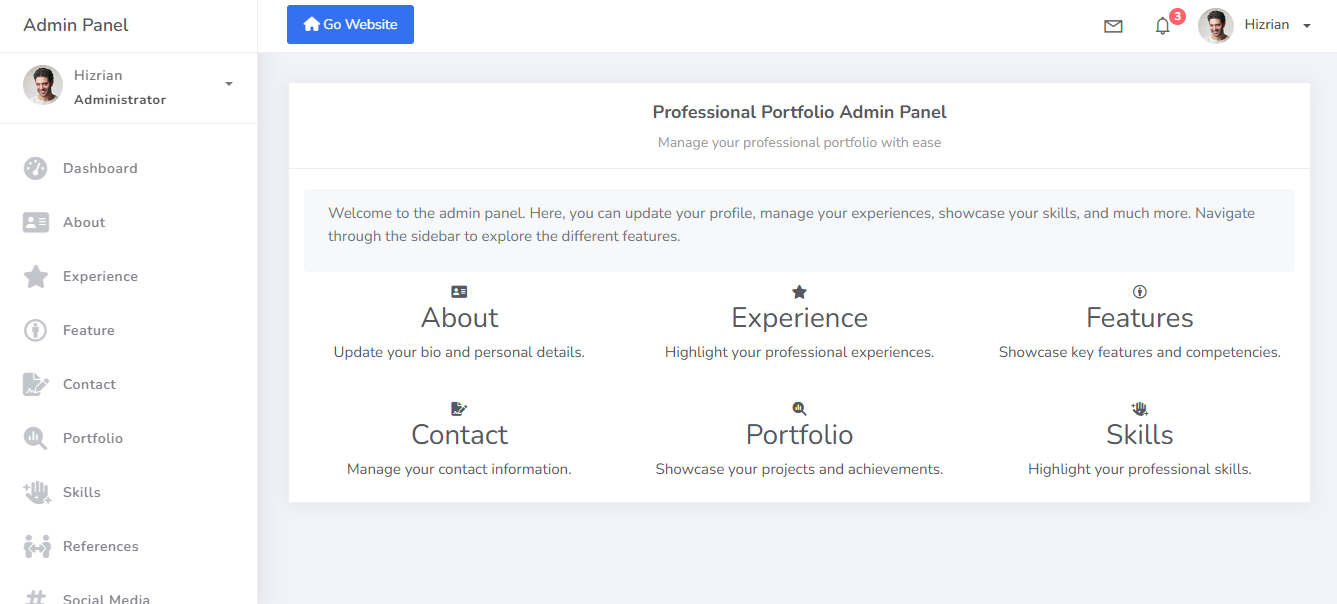 Admin Panel
Go Website
3
Hizrian
Hizrian
Administrator
Dashboard
About
Experience
Feature
Contact
Portfolio
Skills
References
Social Media
Professional Portfolio Admin Panel
Manage your professional portfolio with ease
Welcome to the admin panel. Here, you can update your profile, manage your experiences, showcase your skills, and much more. Navigate
through the sidebar to explore the different features.
About
Update your bio and personal details.
Experience
Highlight your professional experiences.
Features
Showcase key features and competencies.
Contact
Manage your contact information.
Portfolio
Showcase your projects and achievements.
Skills
Highlight your professional skills.